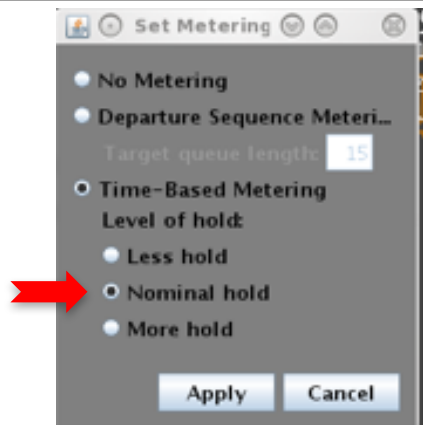 Set Metering
No Metering
Departure Sequence Meteri...
Target queue length: 15
Time-Based Metering
Level of hold:
Less hold
Nominal hold
More hold
Apply Cancel